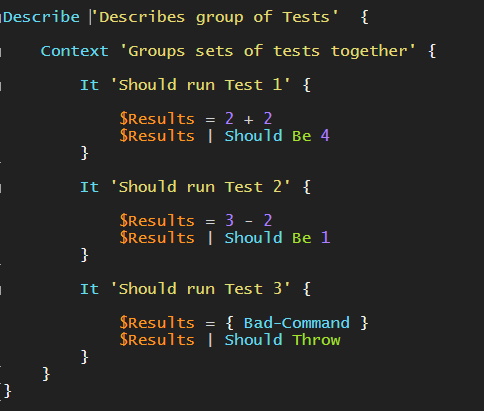 Describe 'Describes group of Tests'  {
    Context 'Groups sets of tests together' {
        It 'Should run Test 1' {
            $Results = 2 + 2
            $Results | Should Be 4
        }
        It 'Should run Test 2' {
            $Results = 3 - 2
            $Results | Should Be 1
        }
        It 'Should run Test 3' {
            $Results = { Bad-Command }
            $Results | Should Throw
        }
    }
}